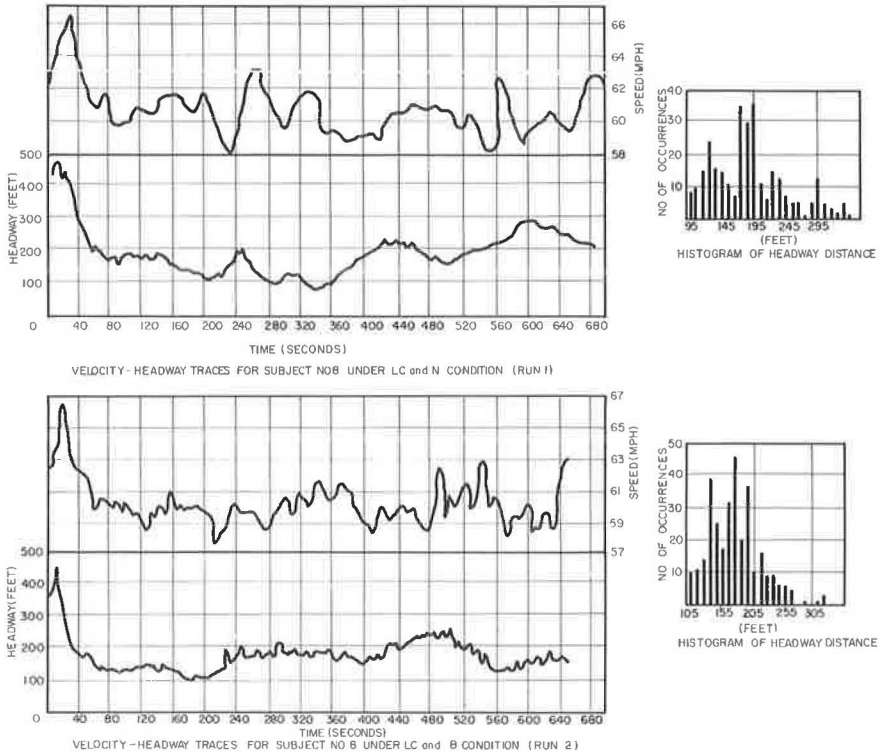 66
64
62
60
58
SPEED (MPH)
500
400
300
200
100
0
HEADWAY (FEET)
40 80 120 160 200 240 280 300 360 400 440 480 520 560 600 640 680
TIME (SECONDS)
VELOCITY-HEADWAY TRACES FOR SUBJECT NO8 UNDER LC and N CONDITION (RUN 1)
40
30
20
10
NO OF OCCURRENCES
95 145 195 245 295
(FEET)
HISTOGRAM OF HEADWAY DISTANCE
67
65
63
61
59
57
SPEED (MPH)
500
400
300
200
100
0
HEADWAY (FEET)
40 80 120 160 200 240 280 320 360 400 440 480 520 560 600 640 680
TIME (SECONDS)
VELOCITY-HEADWAY TRACES FOR SUBJECT NO 8 UNDER LC and B CONDITION (RUN 2)
50
40
30
20
10
NO OF OCCURRENCES
105 155 205 255 305
(FEET)
HISTOGRAM OF HEADWAY DISTANCE